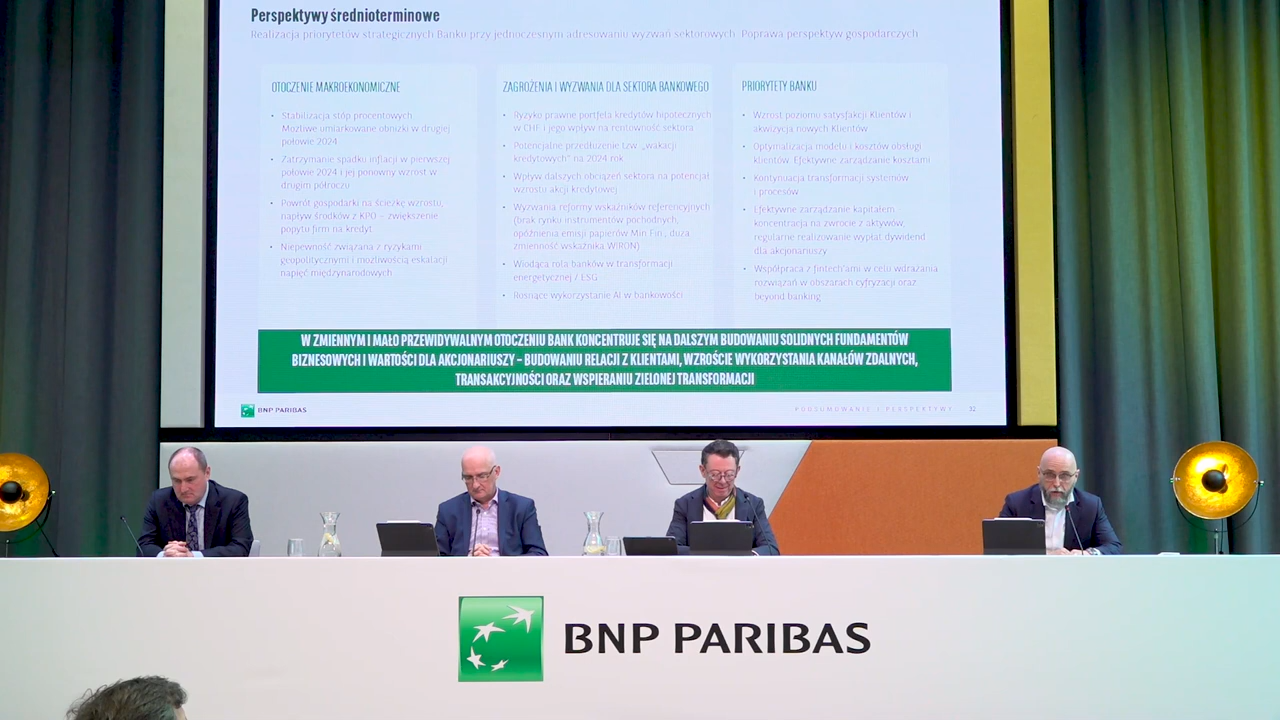 Perspektywy średnioterminowe
Realizacja priorytetów strategicznych Banku przy jednoczesnym adresowaniu wyzwań sektorowych. Poprawa perspektyw gospodarczych
OTOCZENIE MAKROEKONOMICZNE
• Stabilizacja stóp procentowych
Możliwe umiarkowane obniżki w drugiej
połowie 2024
• Zatrzymanie spadku inflacji w pierwszej
połowie 2024 i jej ponowny wzrost w
drugim półroczu
• Powrót gospodarki na ścieżkę wzrostu,
napływ środków z KPO – zwiększenie
popytu firm na kredyt
• Niepewność związana z ryzykami
geopolitycznymi i możliwością eskalacji
napięć międzynarodowych
ZAGROŻENIA I WYZWANIA DLA SEKTORA BANKOWEGO
• Ryzyko prawne portfela kredytów hipotecznych
w CHF i jego wpływ na rentowność sektora
• Potencjalne przedłużenie tzw. „wakacji
kredytowych” na 2024 rok
• Wpływ dalszych obciążeń sektora na potencjał
wzrostu akcji kredytowej
• Wyzwania reformy wskaźników referencyjnych
(brak rynku instrumentów pochodnych,
opóźnienia emisji papierów Min Fin., duża,
zmienność wskaźnika WIRON)
• Wiodąca rola banków w transformacji
energetycznej / ESG
• Rosnące wykorzystanie AI w bankowości
PRIORYTETY BANKU
• Wzrost poziomu satysfakcji Klientów i
akwizycja nowych Klientów
• Optymalizacja modelu i kosztów obsługi
klientów. Efektywne zarządzanie kosztami
• Kontynuacja transformacji systemów
i procesów
• Efektywne zarządzanie kapitałem,
koncentracja na zwrocie z aktywów,
regularne realizowanie wypłat dywidend
dla akcjonariuszy
• Współpraca z fintech'ami w celu wdrażania
rozwiązań w obszarach cyfryzacji oraz
beyond banking
W ZMIENNYM I MAŁO PRZEWIDYWALNYM OTOCZENIU BANK KONCENTRUJE SIĘ NA DALSZYM BUDOWANIU SOLIDNYCH FUNDAMENTÓW
BIZNESOWYCH I WARTOŚCI DLA AKCJONARIUSZY – BUDOWANIU RELACJI Z KLIENTAMI, WZROŚCIE WYKORZYSTANIA KANAŁÓW ZDALNYCH,
TRANSAKCYJNOŚCI ORAZ WSPIERANIU ZIELONEJ TRANSFORMACJI
BNP PARIBAS
PODSUMOWANIE I PERSPEKTYWY 32
BNP PARIBAS